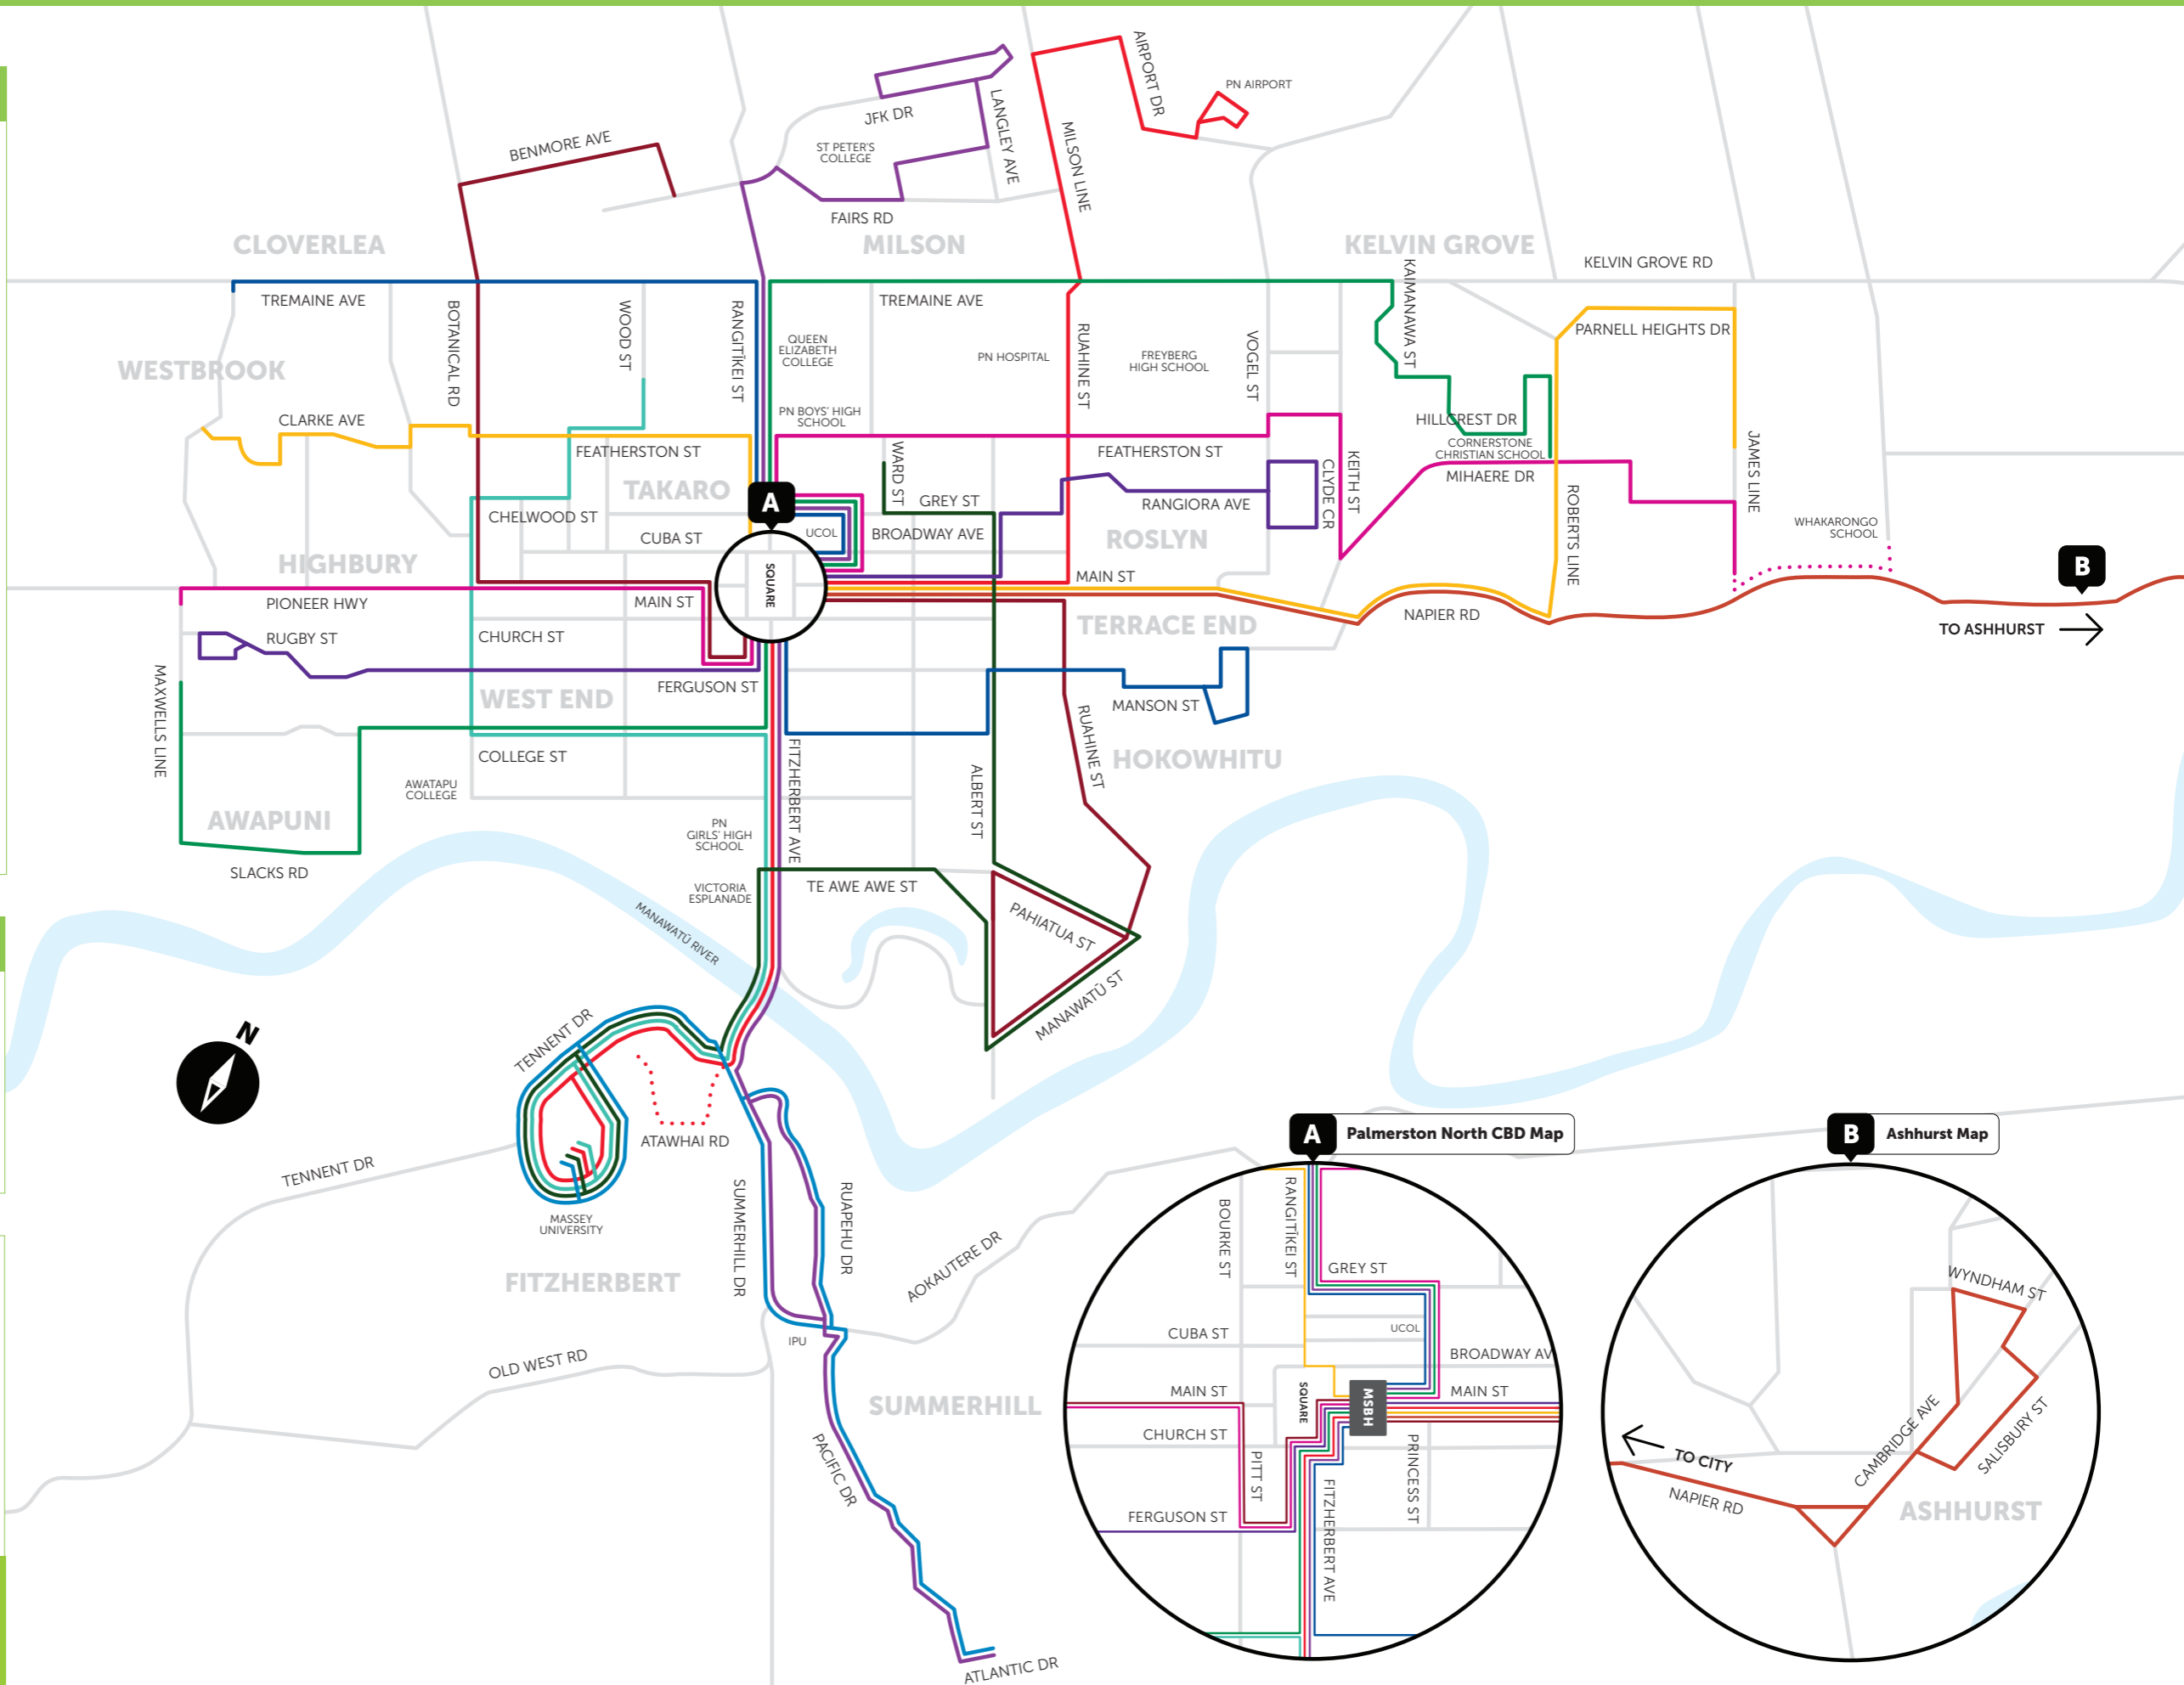 AIRPORT DR
PN AIRPORT
JFK DR
LANGLEY AVE
BENMORE AVE
ST PETER'S
COLLEGE
MILSON LINE
FAIRS RD
CLOVERLEA
MILSON
KELVIN GROVE
KELVIN GROVE RD
TREMAINE AVE
TREMAINE AVE
KAIMANAWA ST
BOTANICAL RD
WOOD ST
RANGITĪKEI ST
QUEEN
ELIZABETH
COLLEGE
PN HOSPITAL
RUAHINE ST
FREYBERG
HIGH SCHOOL
VOGEL ST
PARNELL HEIGHTS DR
WESTBROOK
CLARKE AVE
PN BOYS' HIGH
SCHOOL
HILLCREST DR
FEATHERSTON ST
WARD ST
FEATHERSTON ST
CORNERSTONE
CHRISTIAN SCHOOL
MIHAERE DR
JAMES LINE
TAKARO
A
GREY ST
RANGIORA AVE
CLYDE CR
KEITH ST
ROBERTS LINE
CHELWOOD ST
CUBA ST
UCOL
BROADWAY AVE
ROSLYN
WHAKARONGO
SCHOOL
HIGHBURY
SQUARE
MAIN ST
B
PIONEER HWY
MAIN ST
NAPIER RD
TO ASHHURST
RUGBY ST
CHURCH ST
TERRACE END
MAXWELLS LINE
WEST END
FERGUSON ST
MANSON ST
RUAHINE ST
COLLEGE ST
FITZHERBERT AVE
HOKOWHITU
AWATAPU
COLLEGE
ALBERT ST
AWAPUNI
PN
GIRLS' HIGH
SCHOOL
SLACKS RD
VICTORIA
ESPLANADE
TE AWE AWE ST
MANAWATŪ RIVER
PAHIATUA ST
MANAWATŪ ST
N
TENNENT DR
ATAWHAI RD
TENNENT DR
MASSEY
UNIVERSITY
SUMMERHILL DR
RUAPEHU DR
FITZHERBERT
AOKAUTERE DR
IPU
OLD WEST RD
SUMMERHILL
PACIFIC DR
ATLANTIC DR
A
Palmerston North CBD Map
BOURKE ST
RANGITĪKEI ST
GREY ST
CUBA ST
UCOL
BROADWAY AV
MAIN ST
SQUARE
MSBH
MAIN ST
CHURCH ST
PITT ST
PRINCESS ST
FERGUSON ST
FITZHERBERT AVE
B
Ashhurst Map
WYNDHAM ST
CAMBRIDGE AVE
SALISBURY ST
TO CITY
NAPIER RD
ASHHURST